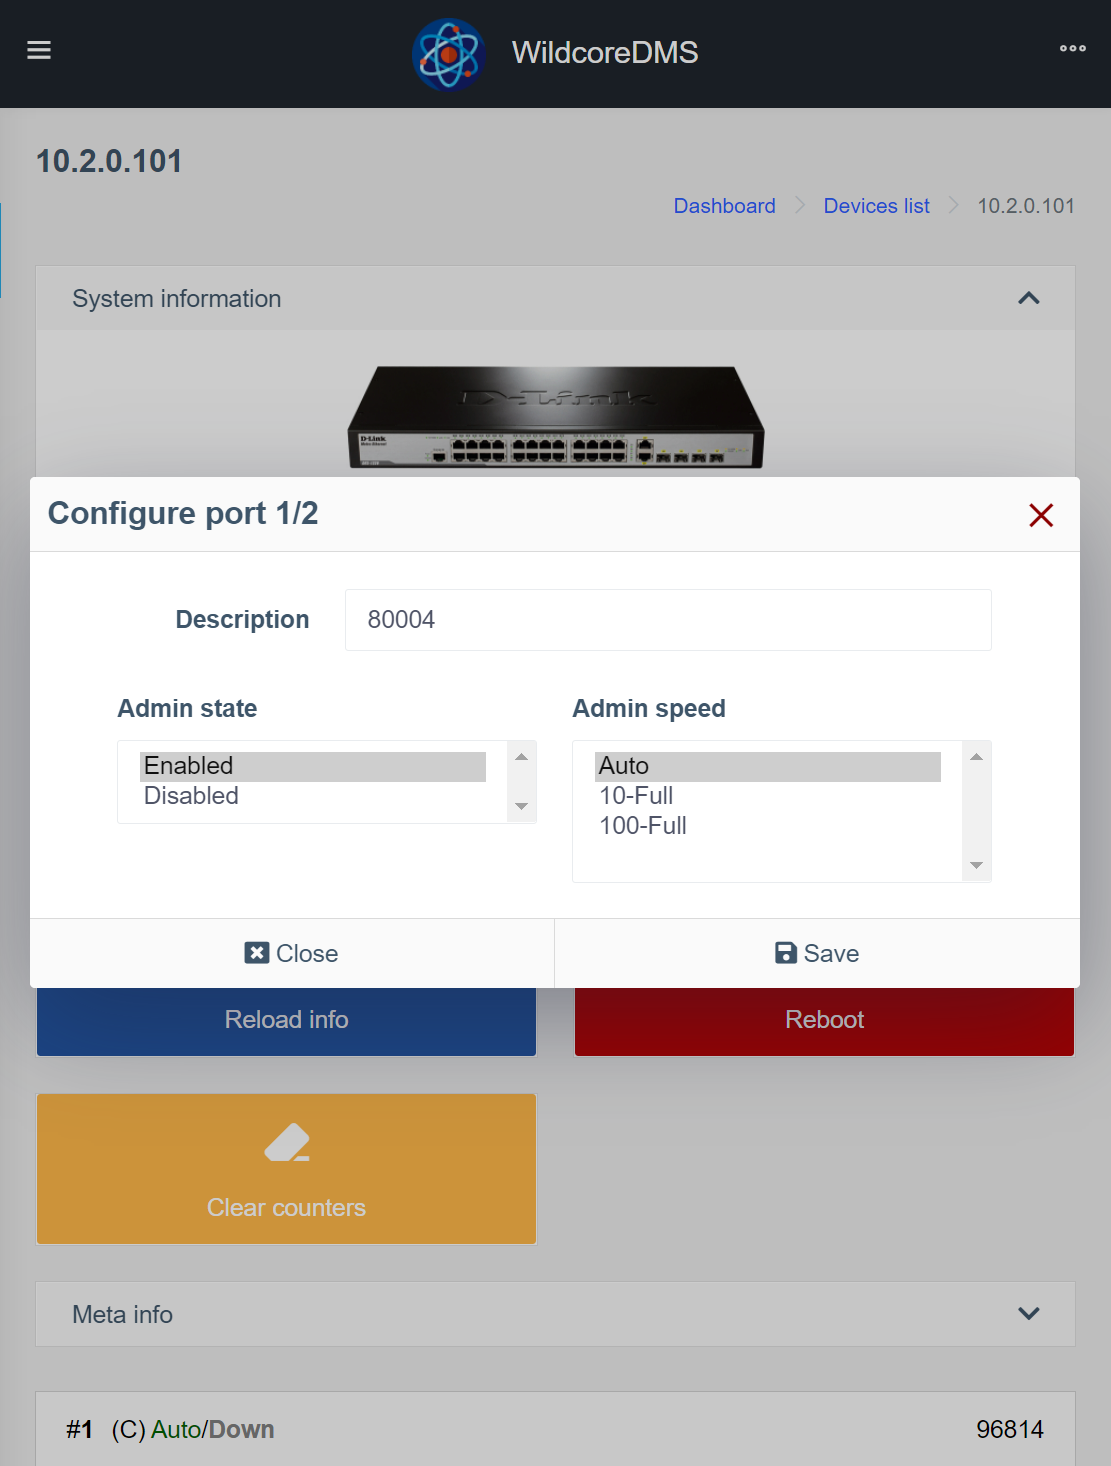 WildcoreDMS
10.2.0.101
Dashboard
Devices list
10.2.0.101
System information
D-Link
D-Link
Configure port 1/2
Description
80004
Admin state
Admin speed
Enabled
Disabled
Auto
10-Full
100-Full
Close
Save
Reload info
Reboot
Clear counters
Meta info
#1 (C) Auto/Down
96814